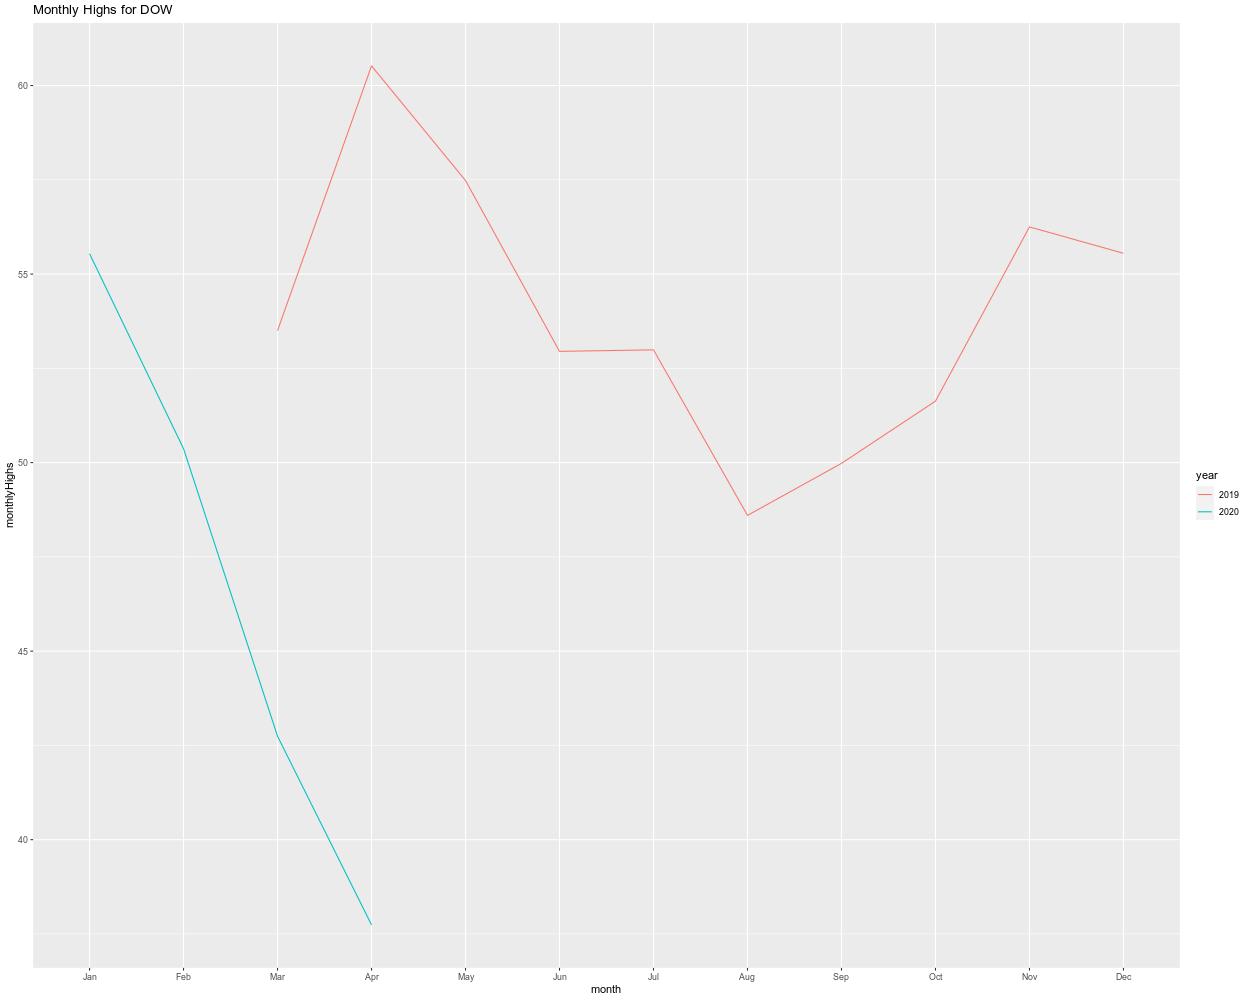 Monthly Highs for DOW
60
55
50
45
40
monthlyHighs
Jan Feb Mar Apr May Jun Jul Aug Sep Oct Nov Dec
month
year
2019
2020